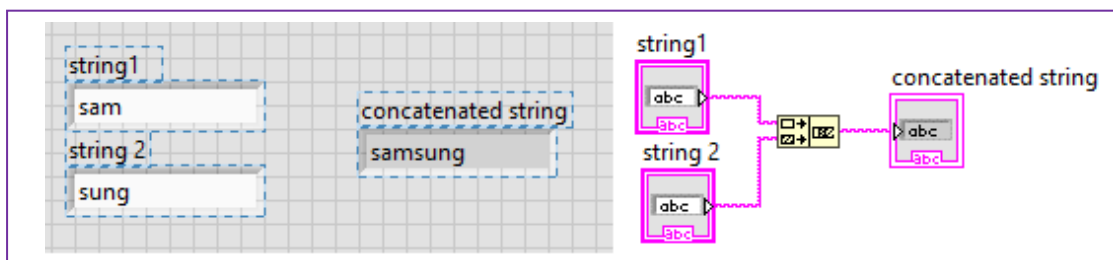 string1
sam
string 2
sung
concatenated string
samsung
string1
abc
abc
string 2
abc
abc
concatenated string
abc
abc